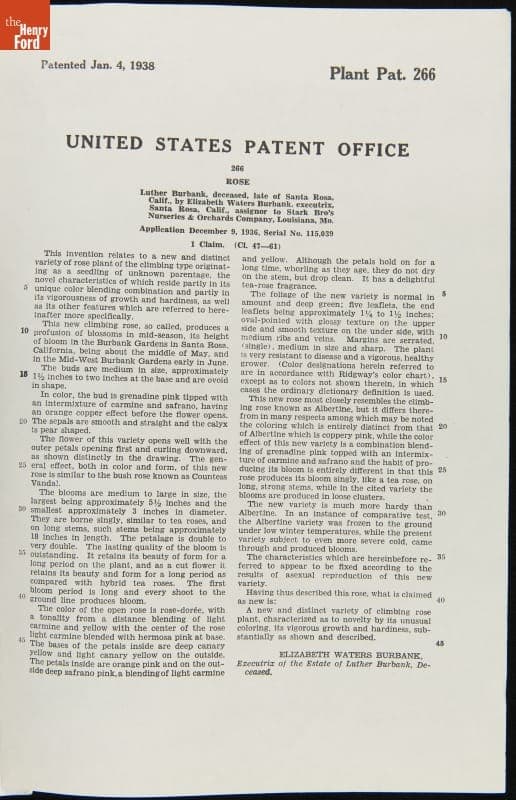 the
Henry
Ford
Patented Jan. 4, 1938
Plant Pat. 266
UNITED STATES PATENT OFFICE
266
ROSE
Luther Burbank, deceased, late of Santa Rosa,
Calif., by Elizabeth Waters Burbank, executrix,
Santa Rosa, Calif., assignor to Stark Bro's
Nurseries & Orchards Company, Louisiana, Mo.
Application December 9, 1936, Serial No. 115,039
1 Claim. (Cl. 47—61)
This invention relates to a new and distinct
variety of rose plant of the climbing type originat-
ing as a seedling of unknown parentage, the
novel characteristics of which reside partly in its
5 unique color blending combination and partly in
its vigorousness of growth and hardiness, as well
as its other features which are referred to here-
inafter more specifically.
This new climbing rose, so called, produces a
10 profusion of blossoms in mid-season, its height
of bloom in the Burbank Gardens in Santa Rose,
California, being about the middle of May, and
in the Mid-West Burbank Gardens early in June.
The buds are medium in size, approximately
15 1½ inches to two inches at the base and are ovoid
in shape.
In color, the bud is grenadine pink tipped with
an intermixture of carmine and safrano, having
an orange copper effect before the flower opens.
20 The sepals are smooth and straight and the calyx
is pear shaped.
The flower of this variety opens well with the
outer petals opening first and curling downward,
as shown distinctly in the drawing. The gen-
25 eral effect, both in color and form, of this new
rose is similar to the bush rose known as Countess
Vandal.
The blooms are medium to large in size, the
largest being approximately 5½ inches and the
30 smallest approximately 3 inches in diameter.
They are borne singly, similar to tea roses, and
on long stems, such stems being approximately
18 inches in length. The petalage is double to
very double. The lasting quality of the bloom is
35 outstanding. It retains its beauty of form for a
long period on the plant, and as a cut flower it
retains its beauty and form for a long period as
compared with hybrid tea roses. The first
bloom period is long and every shoot to the
40 ground line produces bloom.
The color of the open rose is rose-dorée, with
a tonality from a distance blending of light
carmine and yellow with the center of the rose
light carmine blended with hermosa pink at base.
45 The bases of the petals inside are deep canary
yellow and light canary yellow on the outside.
The petals inside are orange pink and on the out-
side deep safrano pink, a blending of light carmine
and yellow. Although the petals hold on for a
long time, whorling as they age, they do not dry
on the stem, but drop clean. It has a delightful
tea-rose fragrance.
The foliage of the new variety is normal in 5
amount and deep green; five leaflets, the end
leaflets being approximately 1¼ to 1½ inches;
oval-pointed with glossy texture on the upper
side and smooth texture on the under side, with
medium ribs and veins. Margins are serrated, 10
(single), medium in size and sharp. The plant
is very resistant to disease and a vigorous, healthy
grower. (Color designations herein referred to
are in accordance with Ridgway's color chart),
except as to colors not shown therein, in which 15
cases the ordinary dictionary definition is used.
This new rose most closely resembles the climb-
ing rose known as Albertine, but it differs there-
from in many respects among which may be noted
the coloring which is entirely distinct from that 20
of Albertine which is coppery pink, while the color
effect of this new variety is a combination blend-
ing of grenadine pink topped with an intermix-
ture of carmine and safrano and the habit of pro-
ducing its bloom is entirely different in that this 25
rose produces its bloom singly, like a tea rose, on
long, strong stems, while in the cited variety the
blooms are produced in loose clusters.
The new variety is much more hardy than
Albertine. In an instance of comparative test, 30
the Albertine variety was frozen to the ground
under low winter temperatures, while the present
variety subject to even more severe cold, came
through and produced blooms.
The characteristics which are hereinbefore re- 35
ferred to appear to be fixed according to the
results of asexual reproduction of this new
variety.
Having thus described this rose, what is claimed
as new is: 40
A new and distinct variety of climbing rose
plant, characterized as to novelty by its unusual
coloring, its vigorous growth and hardiness, sub-
stantially as shown and described.
45
ELIZABETH WATERS BURBANK,
Executrix of the Estate of Luther Burbank, De-
ceased.